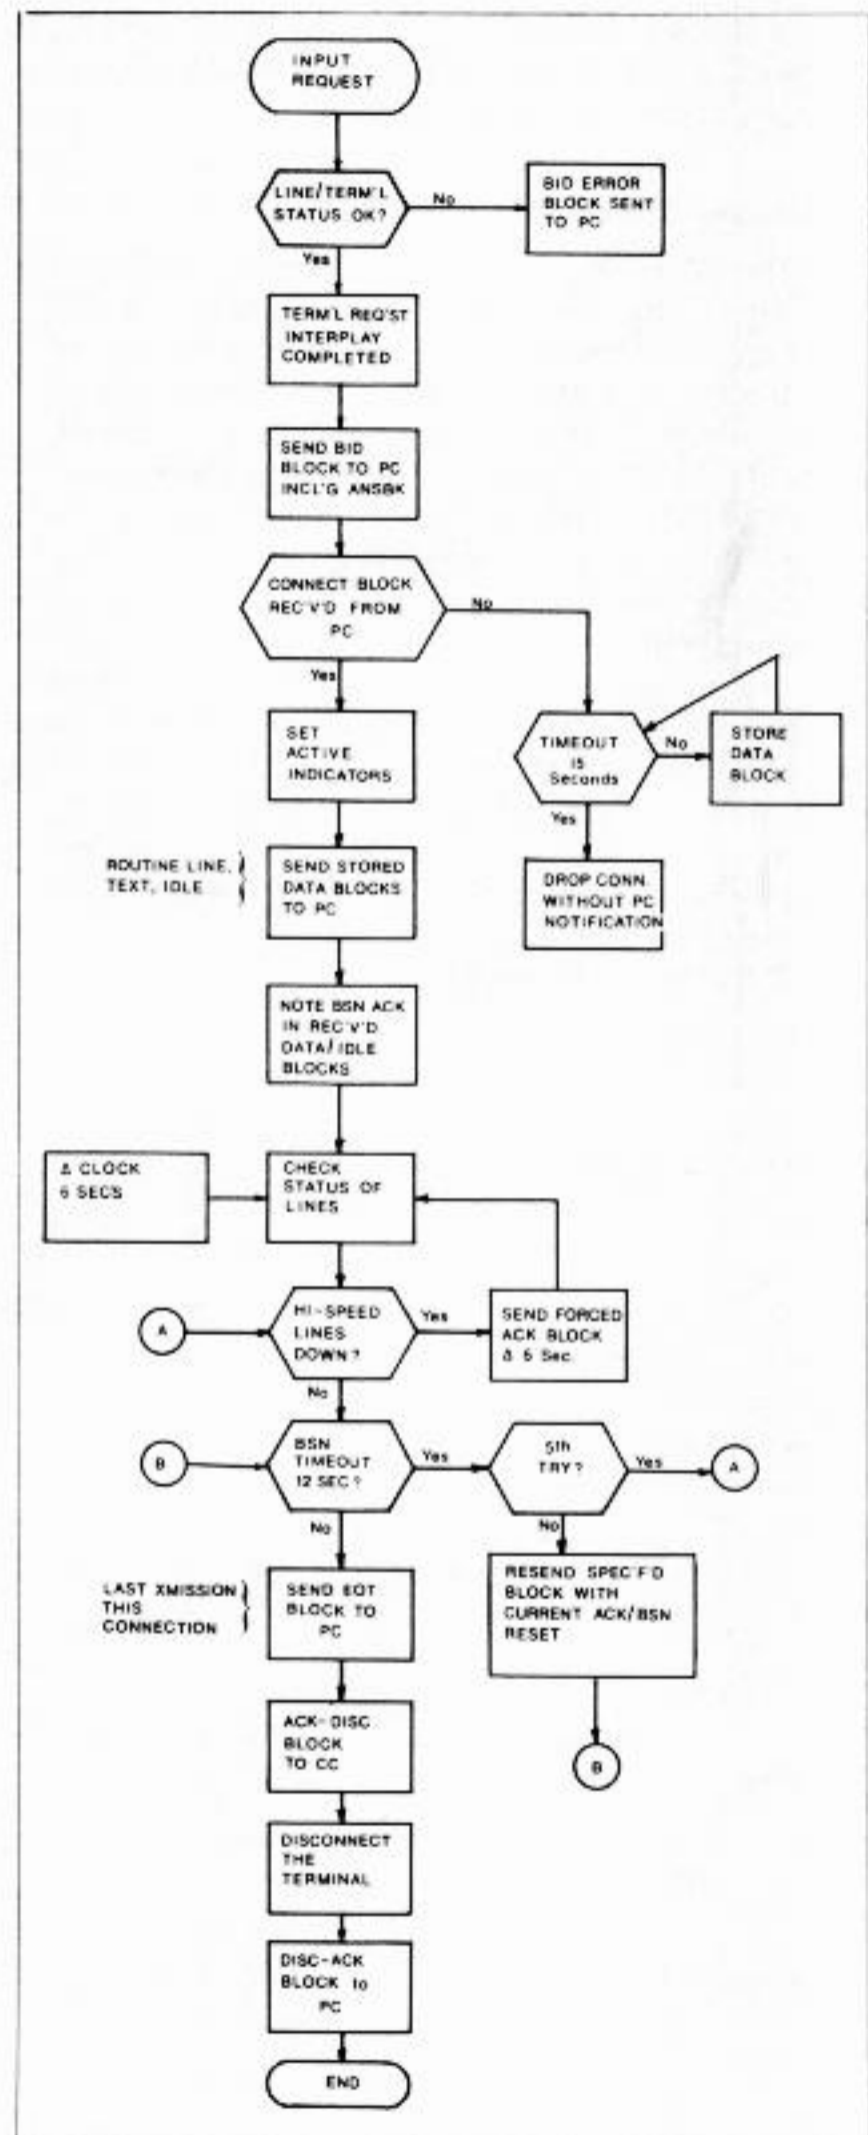 INPUT
REQUEST
LINE/TERM'L
STATUS OK?
No
BID ERROR
BLOCK SENT
TO PC
Yes
TERM'L REQ'ST
INTERPLAY
COMPLETED
SEND BID
BLOCK TO PC
INCL'G ANSBK
CONNECT BLOCK
REC'V'D FROM
PC
No
Yes
SET
ACTIVE
INDICATORS
TIMEOUT
15
Seconds
No
STORE
DATA
BLOCK
Yes
DROP CONN.
WITHOUT PC
NOTIFICATION
ROUTINE LINE,
TEXT, IDLE
SEND STORED
DATA BLOCKS
TO PC
NOTE BSN ACK
IN REC'V'D
DATA/IDLE
BLOCKS
Δ CLOCK
6 SEC'S
CHECK
STATUS OF
LINES
A
HI-SPEED
LINES
DOWN?
Yes
SEND FORCED
ACK BLOCK
Δ 6 Sec.
No
B
BSN
TIMEOUT
12 SEC?
Yes
5th
TRY?
Yes
A
No
No
LAST XMISSION
THIS
CONNECTION
SEND EOT
BLOCK TO
PC
RESEND SPEC'F'D
BLOCK WITH
CURRENT ACK/BSN
RESET
ACK-DISC
BLOCK
TO CC
B
DISCONNECT
THE
TERMINAL
DISC-ACK
BLOCK to
PC
END